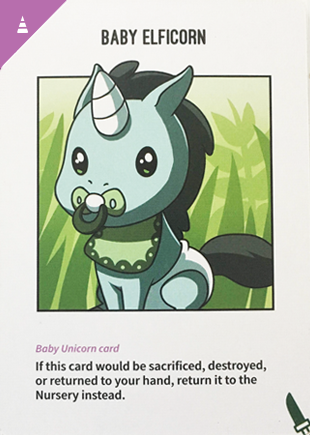 BABY ELFICORN
Baby Unicorn card
If this card would be sacrificed, destroyed,
or returned to your hand, return it to the
Nursery instead.